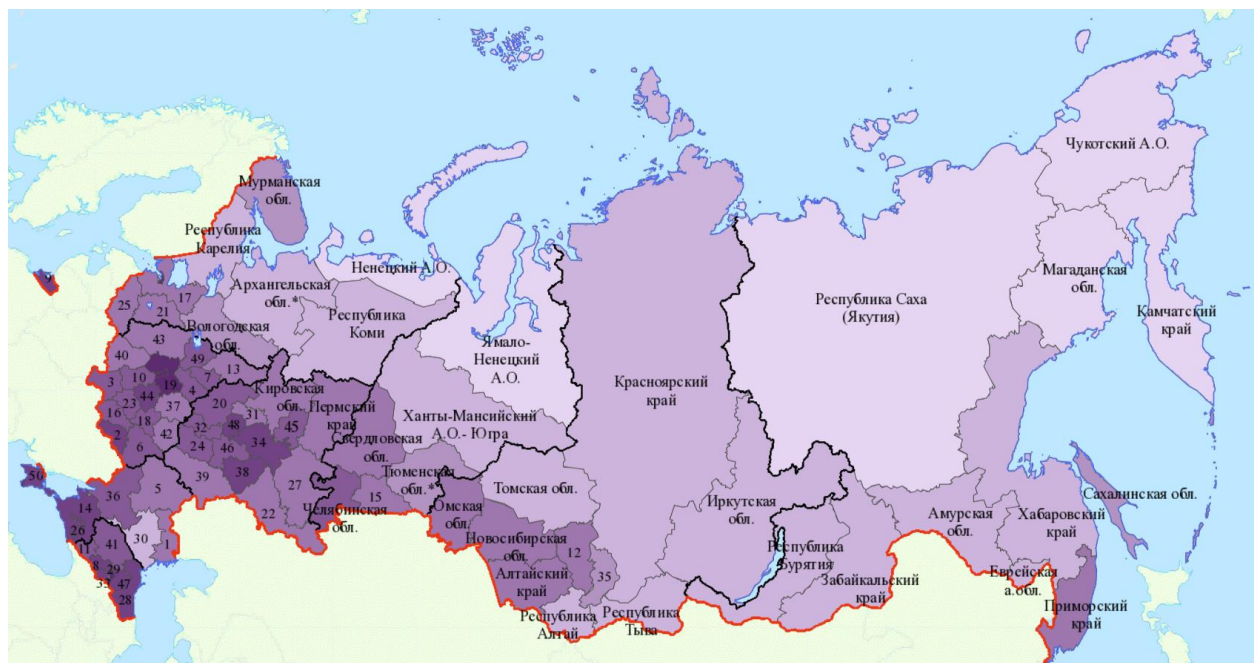 Чукотский А.О.
Мурманская
обл.
Республика
Карелия
Ненецкий А.О.
Магаданская
обл.
Архангельская
обл.*
Республика Саха
(Якутия)
Камчатский
край
Республика
Коми
Вологодская
обл.
Ямало-
Ненецкий
А.О.
Красноярский
край
Кировская
обл.
Пермский
край
Ханты-Мансийский
А.О.- Югра
Свердловская
обл.
Тюменская
обл.*
Томская обл.
Омская
обл.
Челябинская
обл.
Новосибирская
обл.
Алтайский
край
Республика
Алтай
Республика
Тыва
Иркутская
обл.
Республика
Бурятия
Забайкальский
край
Амурская
обл.
Хабаровский
край
Сахалинская обл.
Еврейская
а.обл.
Приморский
край
9
25
17
21
43
40
49
13
3
10
19
7
4
44
23
37
16
18
2
42
6
20
31
45
32
48
34
24
46
38
39
27
22
15
12
35
50
36
5
14
26
30
1
11
41
8
29
33
47
28